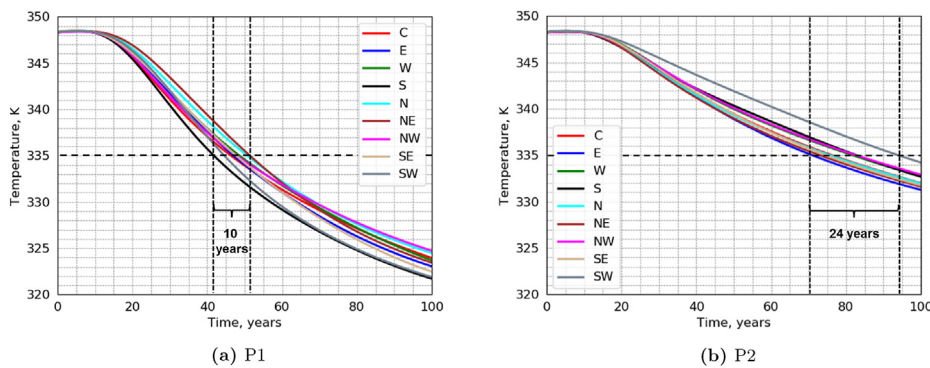 350
345
340
335
330
325
320
Temperature, K
0
20
40
60
80
100
Time, years
C
E
W
S
N
NE
NW
SE
SW
10
years
(a) P1
350
345
340
335
330
325
320
Temperature, K
0
20
40
60
80
100
Time, years
C
E
W
S
N
NE
NW
SE
SW
24 years
(b) P2